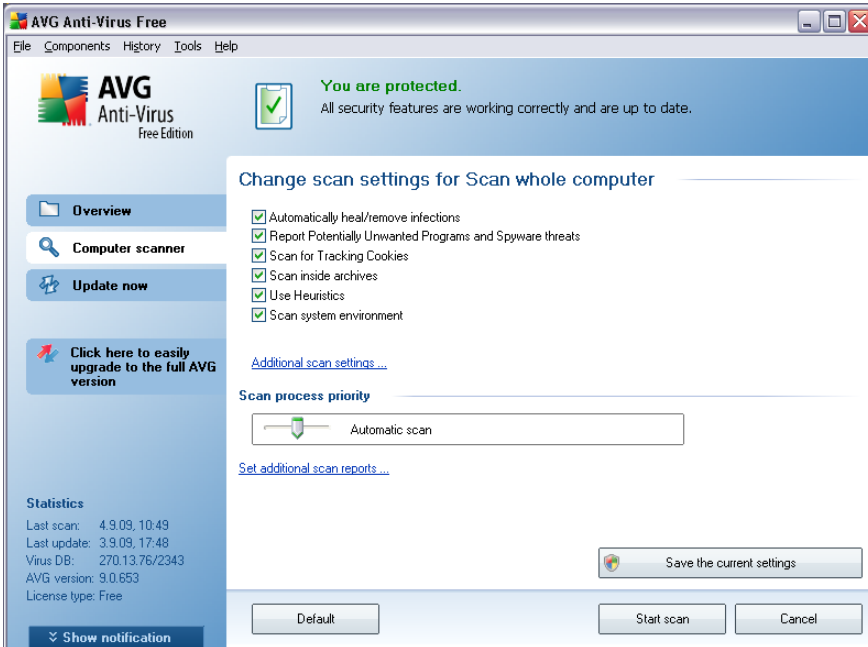 AVG Anti-Virus Free
File Components History Tools Help
AVG
Anti-Virus
Free Edition
You are protected.
All security features are working correctly and are up to date.
Overview
Computer scanner
Update now
Click here to easily
upgrade to the full AVG
version
Change scan settings for Scan whole computer
Automatically heal/remove infections
Report Potentially Unwanted Programs and Spyware threats
Scan for Tracking Cookies
Scan inside archives
Use Heuristics
Scan system environment
Additional scan settings ...
Scan process priority
Automatic scan
Set additional scan reports ...
Statistics
Last scan: 4.9.09, 10:49
Last update: 3.9.09, 17:48
Virus DB: 270.13.76/2343
AVG version: 9.0.653
License type: Free
Show notification
Save the current settings
Default
Start scan
Cancel